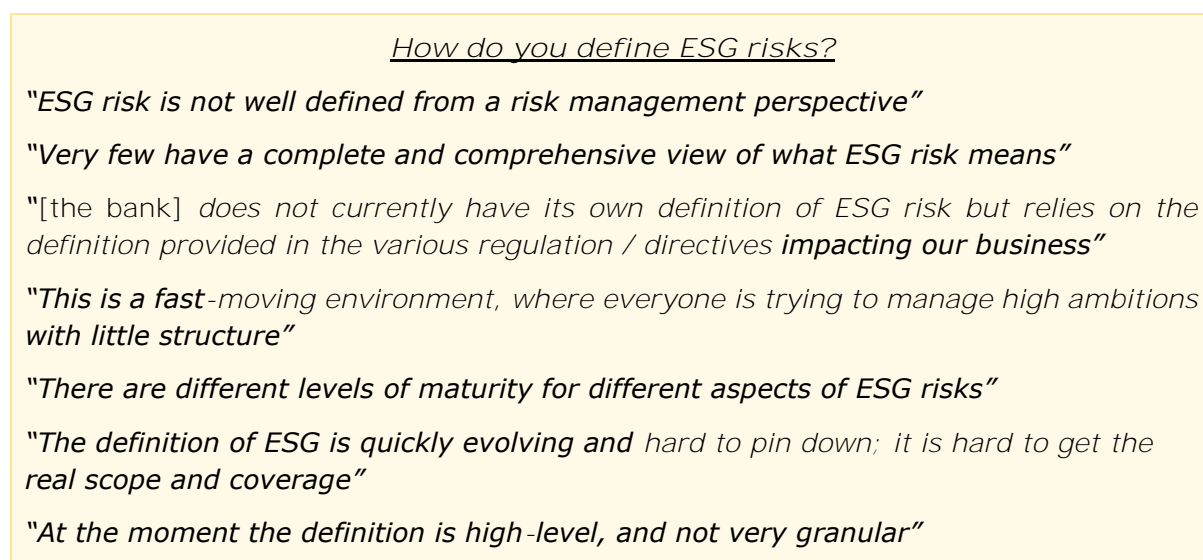 How do you define ESG risks?
“ESG risk is not well defined from a risk management perspective”
“Very few have a complete and comprehensive view of what ESG risk means”
“[the bank] does not currently have its own definition of ESG risk but relies on the
definition provided in the various regulation / directives impacting our business”
“This is a fast-moving environment, where everyone is trying to manage high ambitions
with little structure”
“There are different levels of maturity for different aspects of ESG risks”
“The definition of ESG is quickly evolving and hard to pin down; it is hard to get the
real scope and coverage”
“At the moment the definition is high-level, and not very granular”